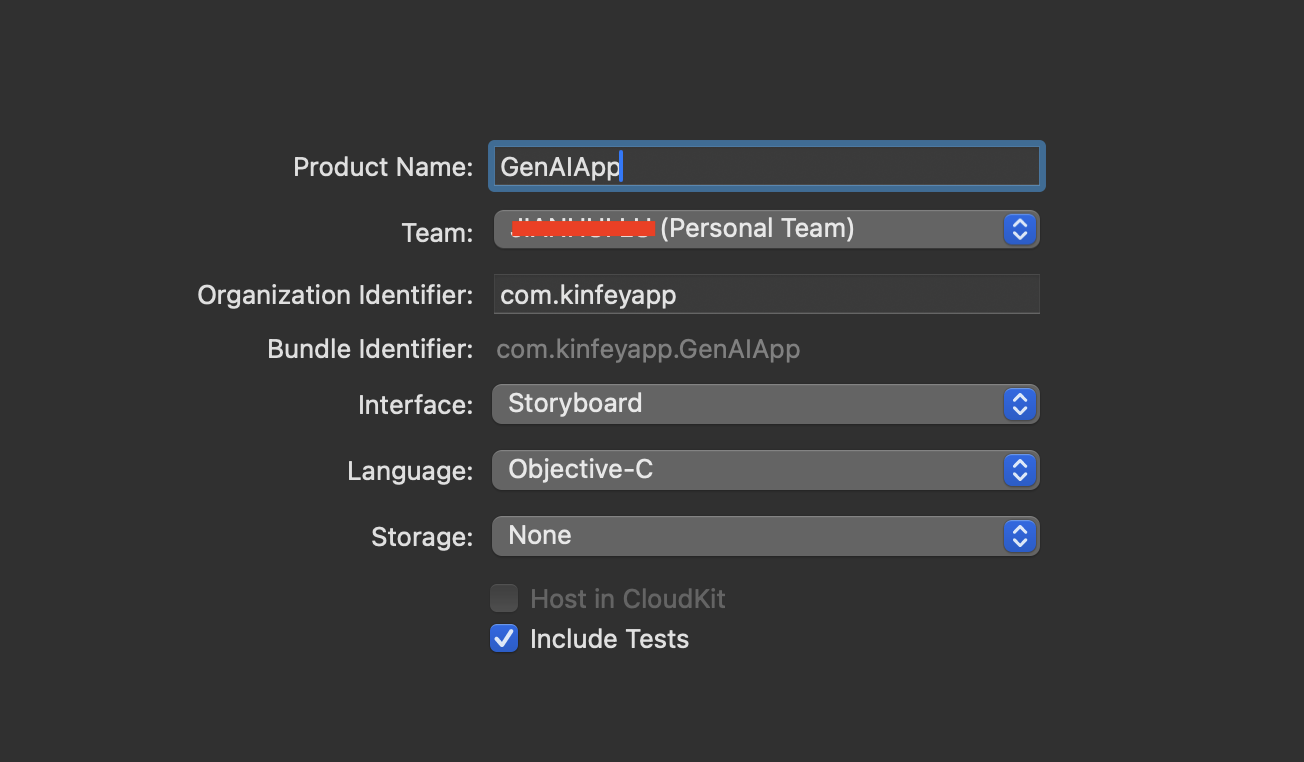 Product Name: GenAIApp
Team: (Personal Team)
Organization Identifier: com.kinfeyapp
Bundle Identifier: com.kinfeyapp.GenAIApp
Interface: Storyboard
Language: Objective-C
Storage: None
Host in CloudKit
Include Tests